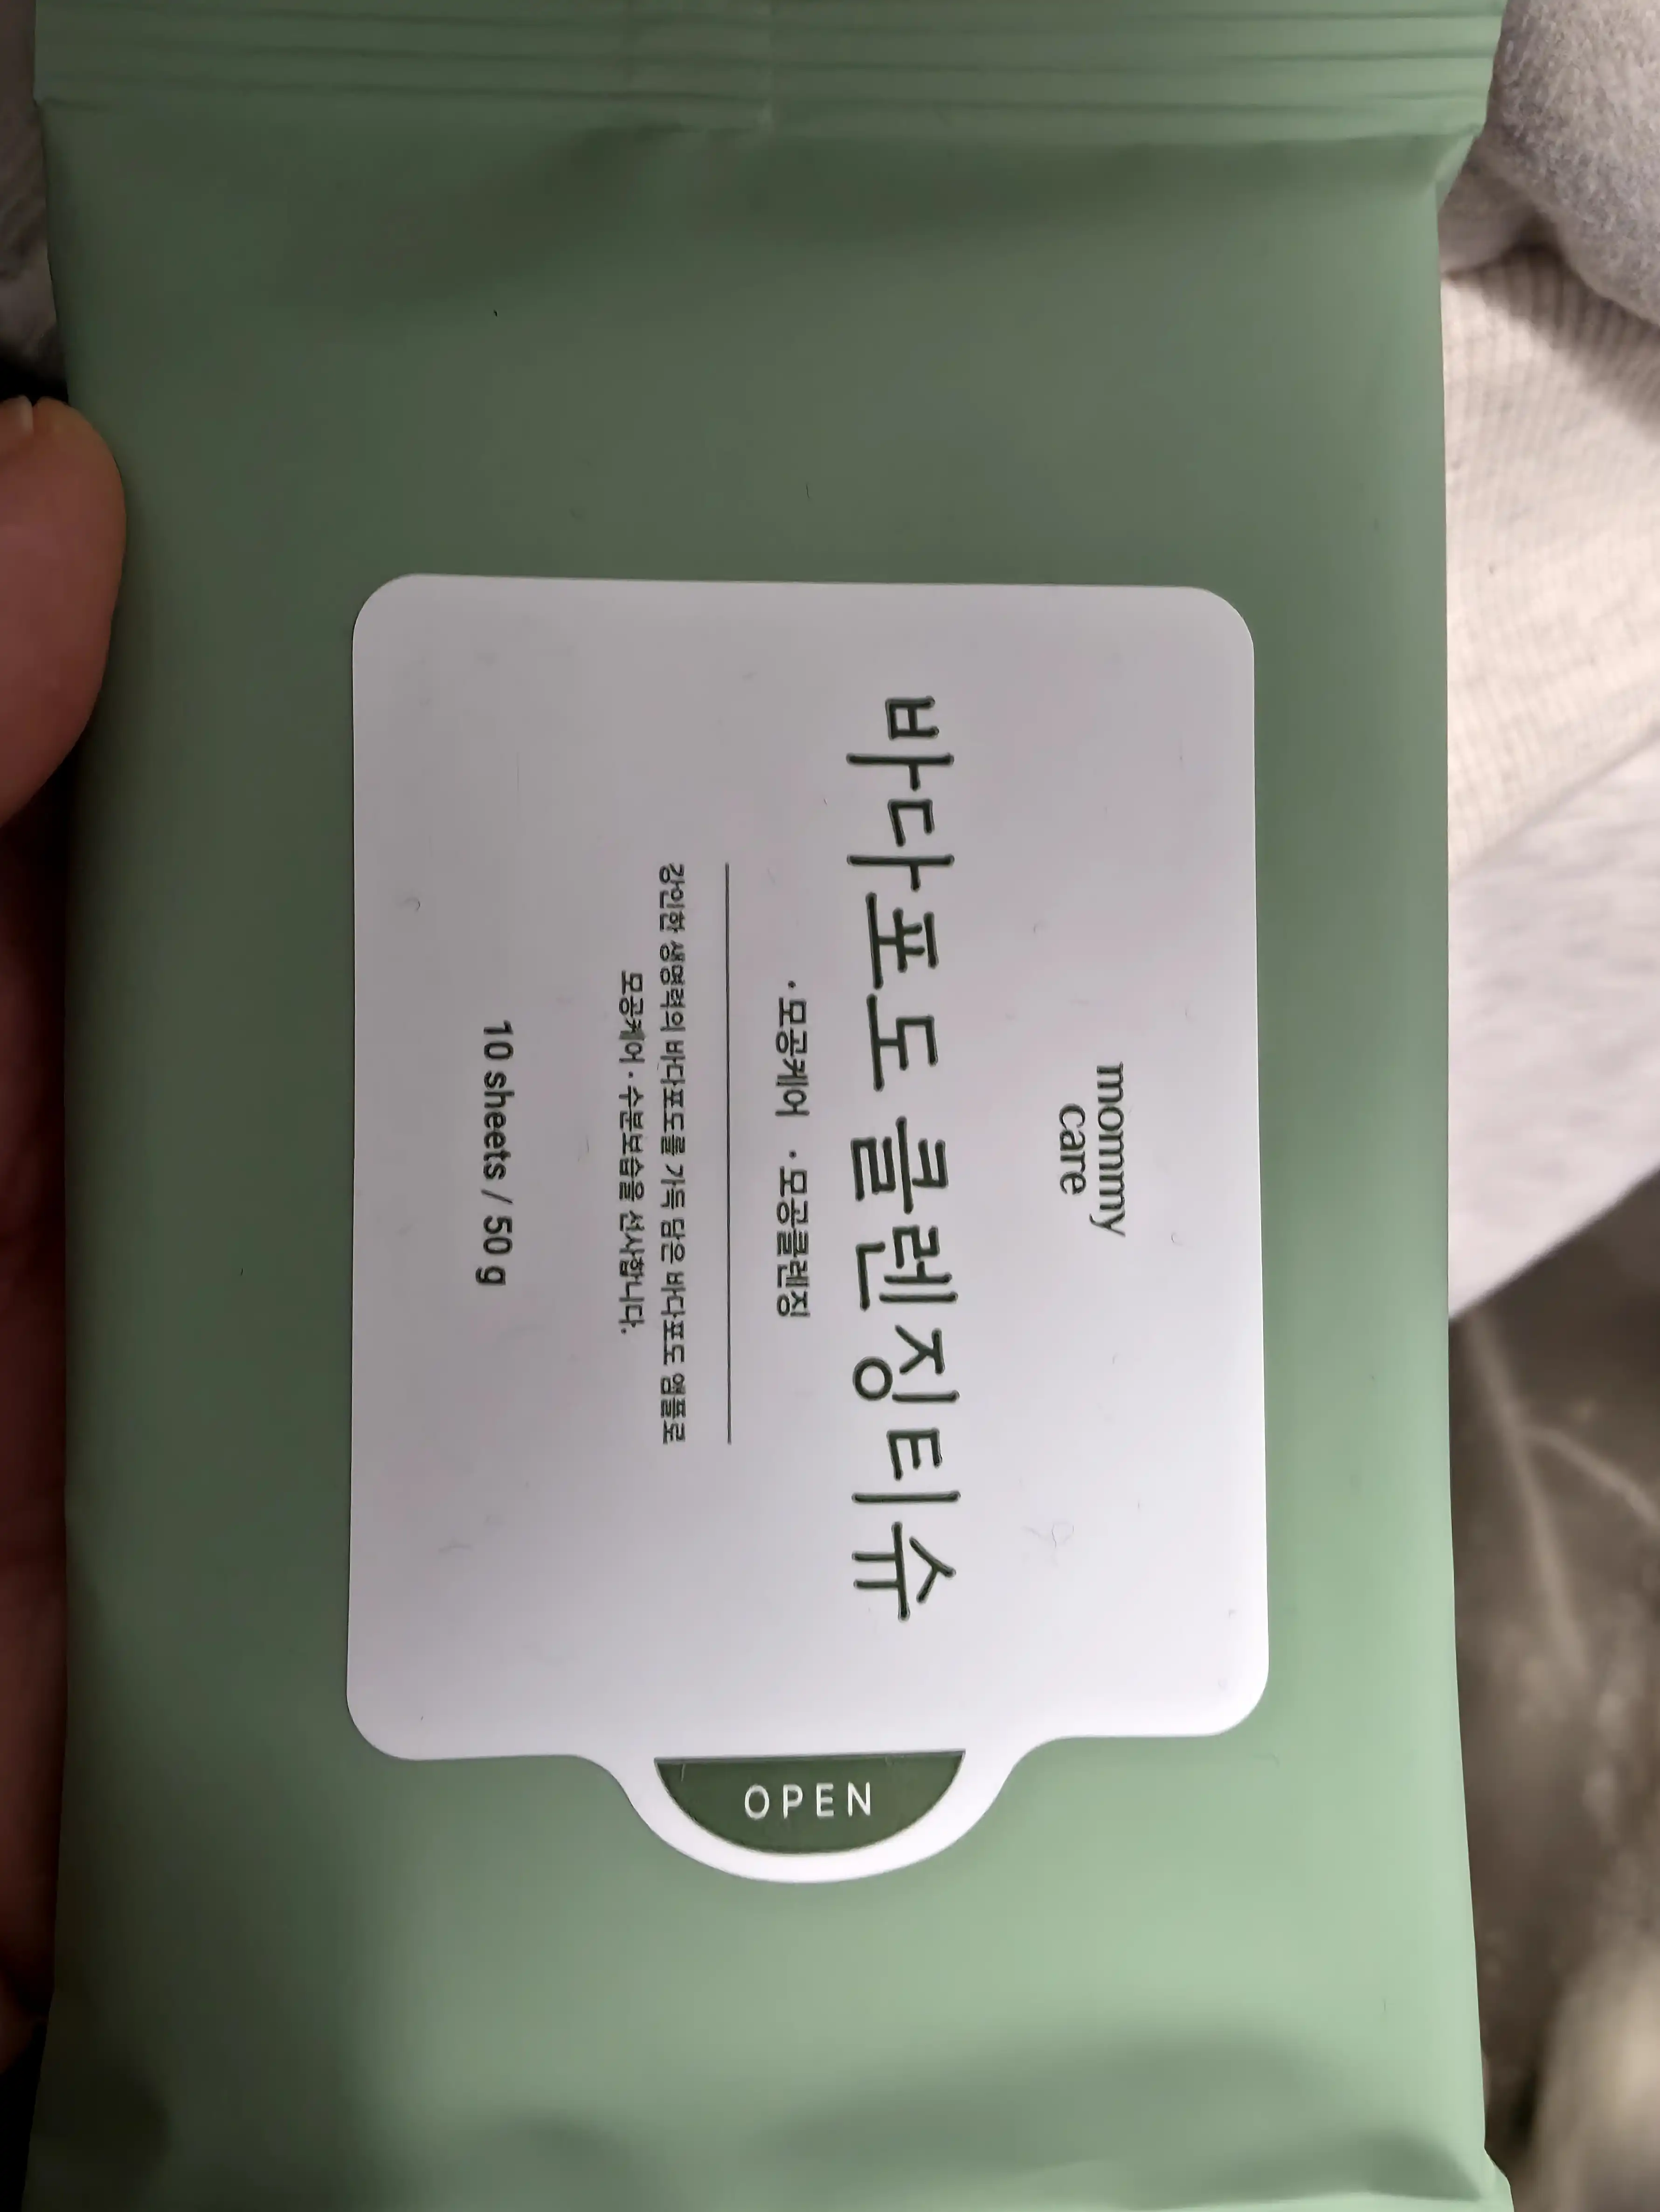 mommy
care
바다포도 클렌징티슈
· 모공케어 · 모공클렌징
강인한 생명력의 바다포도를 가득 담은 바다포도 앰플로
모공케어 · 수분보습을 선사합니다.
10 sheets / 50 g
OPEN